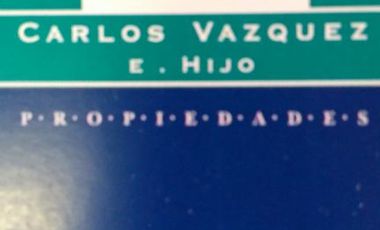 CARLOS VAZQUEZ
E. HIJO
P·R·O·P·I·E·D·A·D·E·S